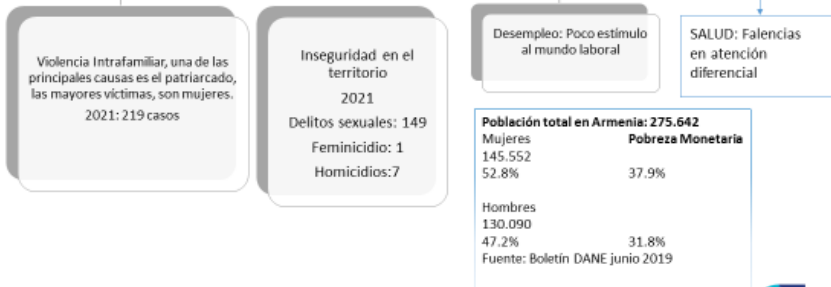 Violencia Intrafamiliar, una de las
principales causas es el patriarcado,
las mayores víctimas, son mujeres.
2021: 219 casos
Inseguridad en el
territorio
2021
Delitos sexuales: 149
Feminicidio: 1
Homicidios:7
Desempleo: Poco estímulo
al mundo laboral
SALUD: Falencias
en atención
diferencial
Población total en Armenia: 275.642
Mujeres Pobreza Monetaria
145.552
52.8% 37.9%
Hombres
130.090
47.2% 31.8%
Fuente: Boletín DANE junio 2019